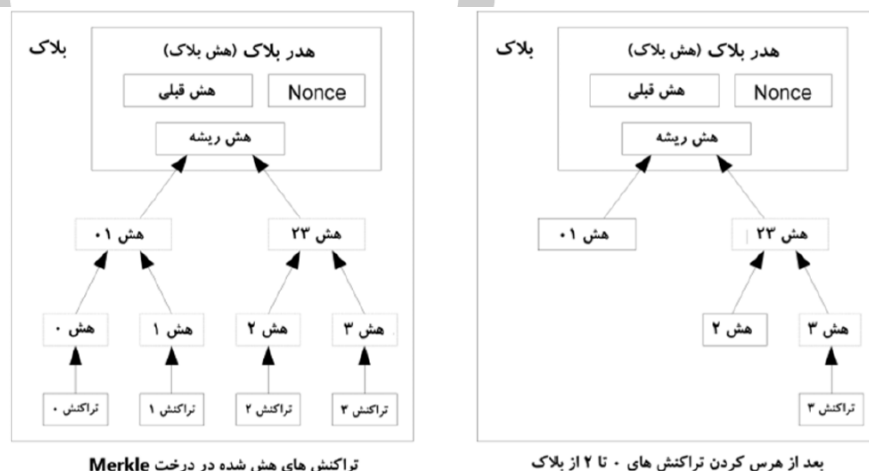 بلاک
هدر بلاک (هش بلاک)
هش قبلی
Nonce
هش ریشه
هش ۰۱
هش ۲۳
هش ۰
هش ۱
هش ۲
هش ۳
تراکنش ۰
تراکنش ۱
تراکنش ۲
تراکنش ۳
تراکنش های هش شده در درخت Merkle
بلاک
هدر بلاک (هش بلاک)
هش قبلی
Nonce
هش ریشه
هش ۰۱
هش ۲۳
هش ۲
هش ۳
تراکنش ۳
بعد از هرس کردن تراکنش های ۰ تا ۲ از بلاک